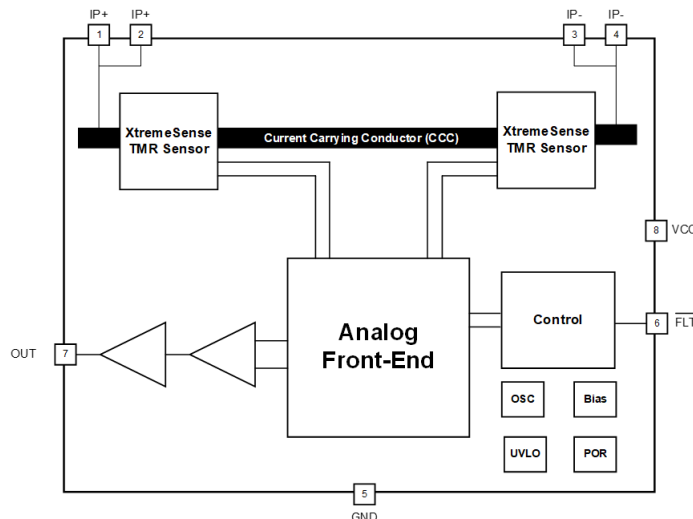 IP+ IP+ IP- IP-
1 2 3 4
XtremeSense
TMR Sensor
Current Carrying Conductor (CCC)
XtremeSense
TMR Sensor
8 VCC
Analog
Front-End
Control
6 FLT
OUT 7
OSC Bias
UVLO POR
5
GND